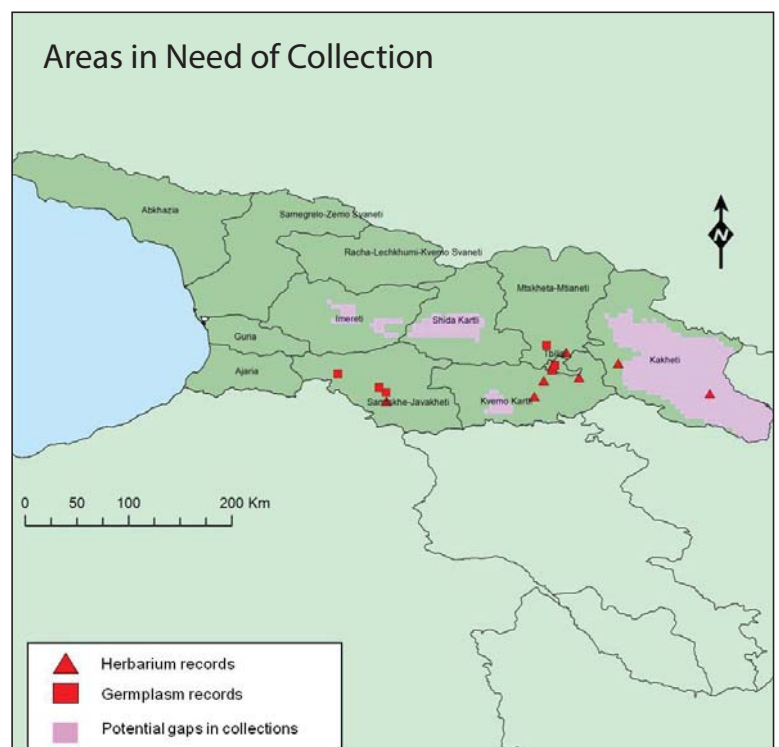 Areas in Need of Collection
Abkhazia
Samegrelo-Zemo Svaneti
Racha-Lechkhumi-Kvemo Svaneti
N
Mtskheta-Mtianeti
Imereti
Shida Kartli
Guria
Kakheti
Ajaria
Samtskhe-Javakheti
Kvemo Kartli
0 50 100 200 Km
Herbarium records
Germplasm records
Potential gaps in collections